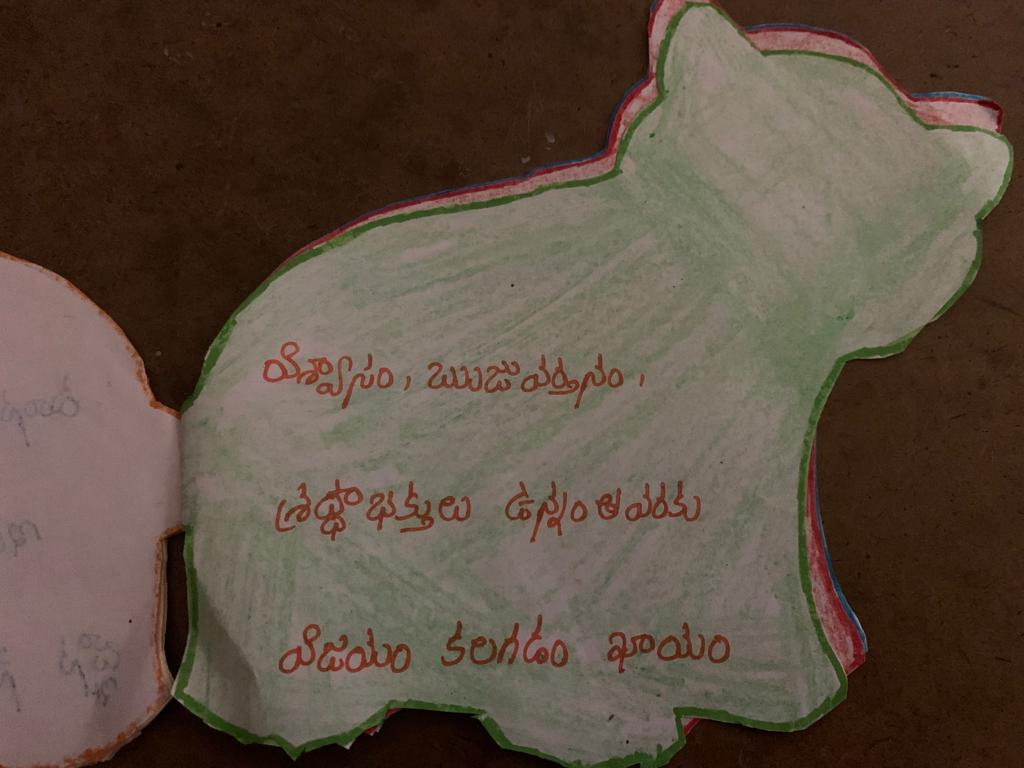 విశ్వాసం, ఋజువర్తనం,
శ్రద్ధాభక్తులు ఉన్నంతవరకు
విజయం కలగడం ఖాయం